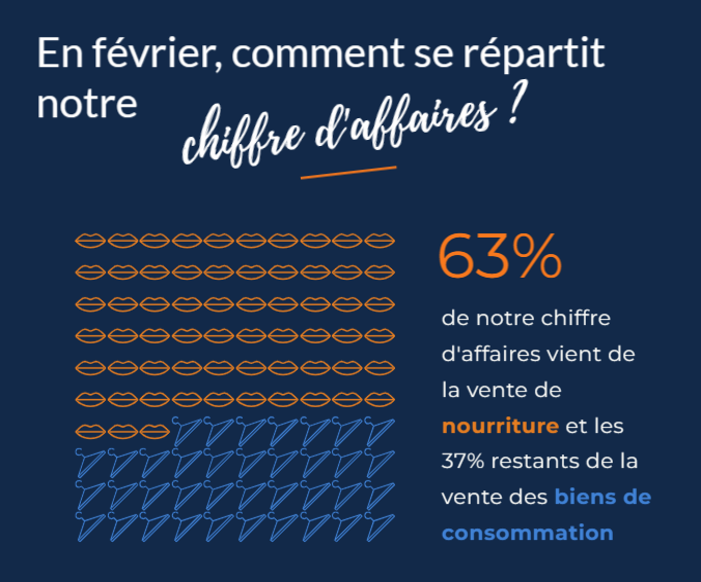 En février, comment se répartit
notre
chiffre d'affaires ?
63%
de notre chiffre
d'affaires vient de
la vente de
nourriture et les
37% restants de la
vente des biens de
consommation